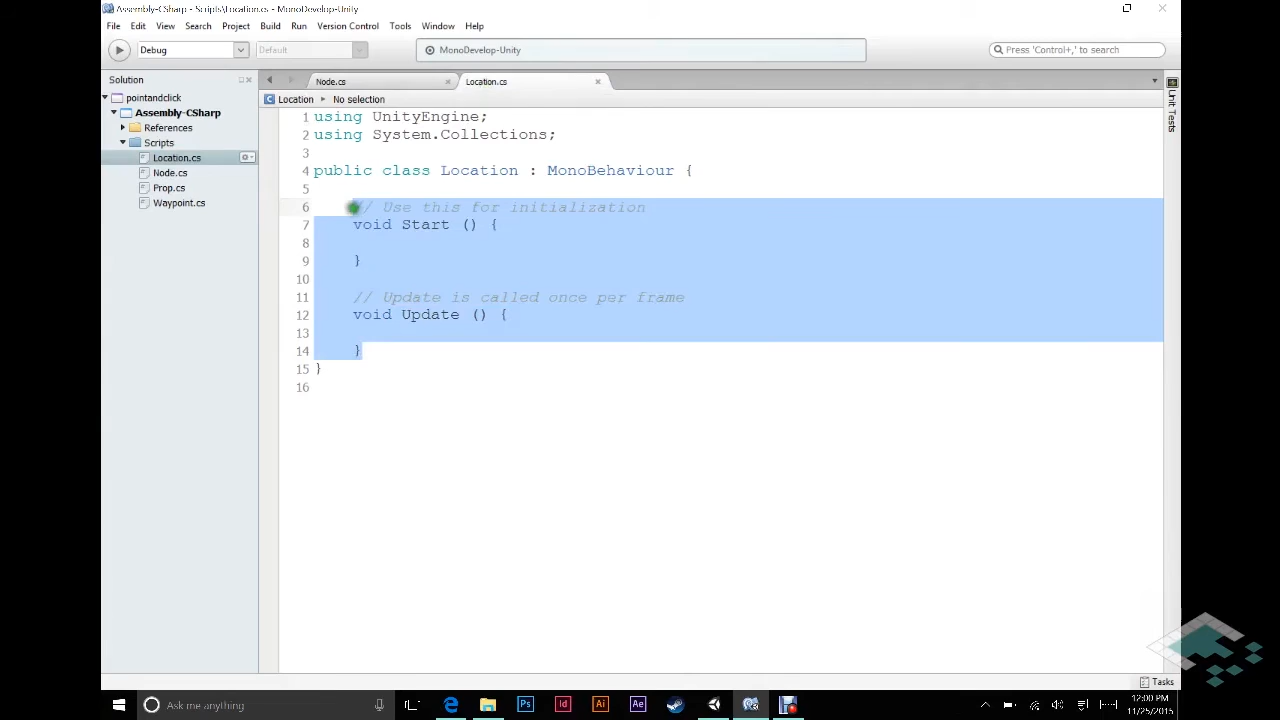 Assembly-CSharp - Scripts\Location.cs - MonoDevelop-Unity
File Edit View Search Project Build Run Version Control Tools Window Help
Debug Default MonoDevelop-Unity Press 'Control+,' to search
Solution
Node.cs Location.cs
pointandclick
Assembly-CSharp
References
Scripts
Location.cs
Node.cs
Prop.cs
Waypoint.cs
Location No selection
1 using UnityEngine;
2 using System.Collections;
3
4 public class Location : MonoBehaviour {
5
6 // Use this for initialization
7 void Start () {
8
9 }
10
11 // Update is called once per frame
12 void Update () {
13
14 }
15 }
16
Unit Tests
Tasks
Ask me anything
Ps Id Ai Ae
12:00 PM
11/25/2015